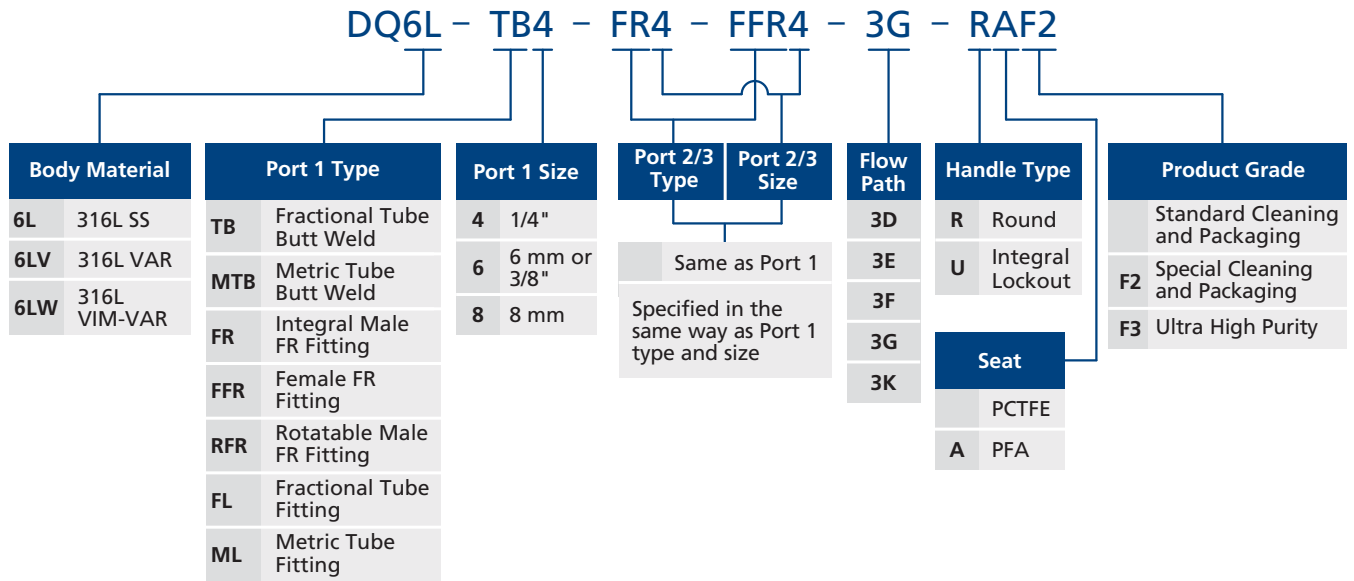 DQ6L – TB4 – FR4 – FFR4 – 3G – RAF2
Body Material
6L 316L SS
6LV 316L VAR
6LW 316L
VIM-VAR
Port 1 Type
TB Fractional Tube
Butt Weld
MTB Metric Tube
Butt Weld
FR Integral Male
FR Fitting
FFR Female FR
Fitting
RFR Rotatable Male
FR Fitting
FL Fractional Tube
Fitting
ML Metric Tube
Fitting
Port 1 Size
4 1/4"
6 6 mm or
3/8"
8 8 mm
Port 2/3
Type
Port 2/3
Size
Same as Port 1
Specified in the
same way as Port 1
type and size
Flow
Path
3D
3E
3F
3G
3K
Handle Type
R Round
U Integral
Lockout
Seat
PCTFE
A PFA
Product Grade
Standard Cleaning
and Packaging
F2 Special Cleaning
and Packaging
F3 Ultra High Purity